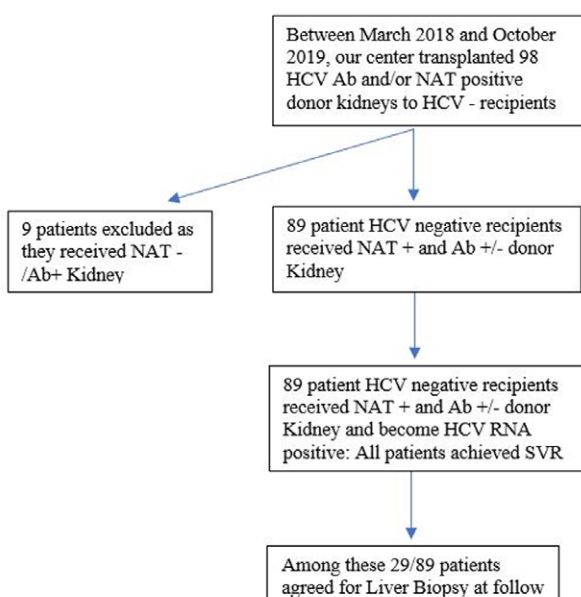 Between March 2018 and October
2019, our center transplanted 98
HCV Ab and/or NAT positive
donor kidneys to HCV - recipients
9 patients excluded as
they received NAT -
/Ab+ Kidney
89 patient HCV negative recipients
received NAT + and Ab +/- donor
Kidney
89 patient HCV negative recipients
received NAT + and Ab +/- donor
Kidney and become HCV RNA
positive: All patients achieved SVR
Among these 29/89 patients
agreed for Liver Biopsy at follow